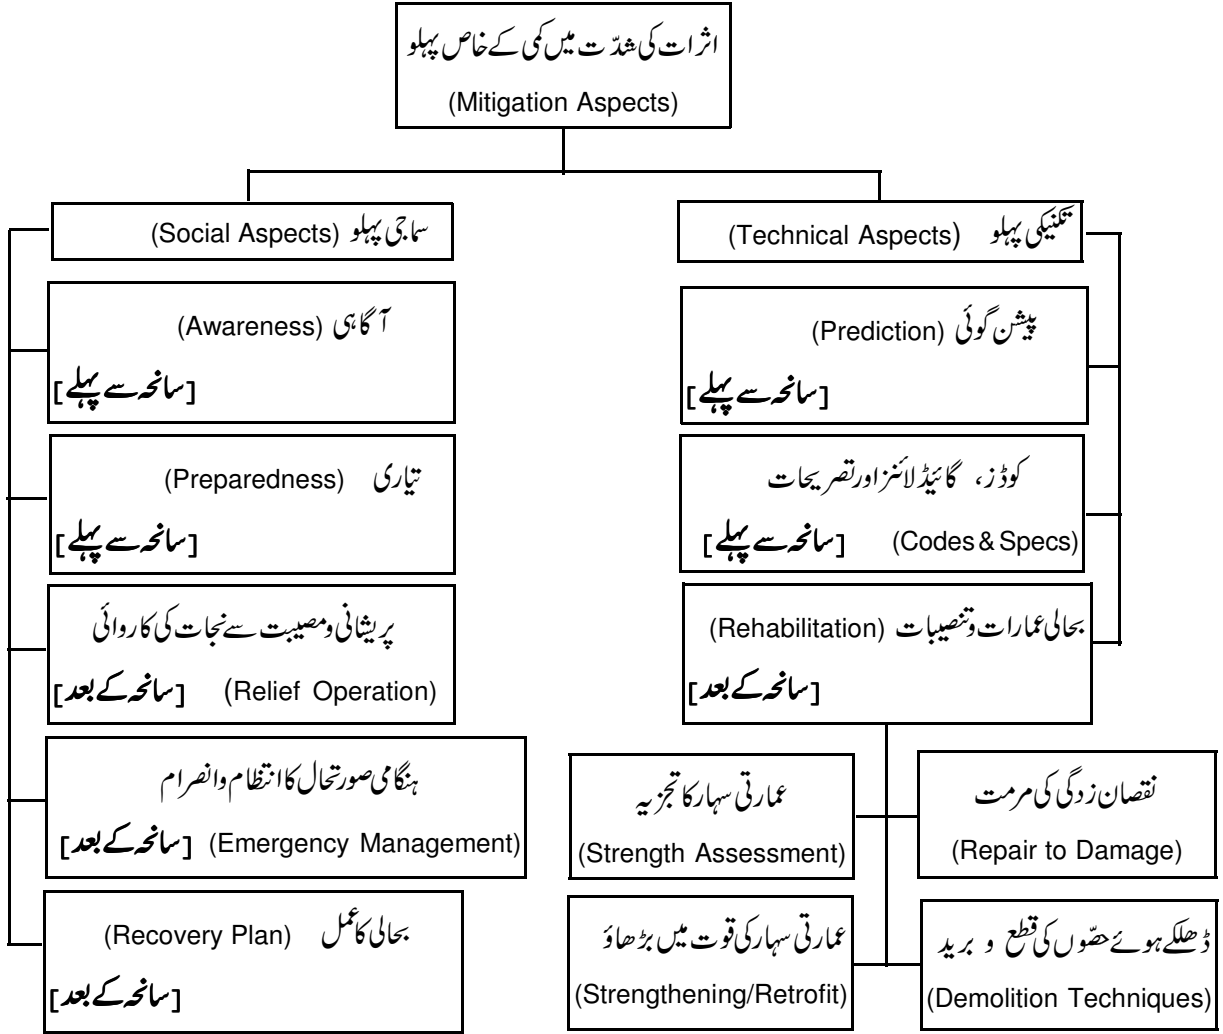 اثرات کی شدّت میں کمی کے خاص پہلو
(Mitigation Aspects)
تکنیکی پہلو (Technical Aspects)
پیشن گوئی (Prediction)
[سانحہ سے پہلے]
کوڈز، گائیڈلائنز اور تصریحات
(Codes & Specs) [سانحہ سے پہلے]
بحالی عمارات و تنصیبات (Rehabilitation)
[سانحہ کے بعد]
نقصان زدگی کی مرمت
(Repair to Damage)
عمارتی سہار کا تجزیہ
(Strength Assessment)
ڈھلکے ہوئے حصّوں کی قطع و برید
(Demolition Techniques)
عمارتی سہار کی قوت میں بڑھاؤ
(Strengthening/Retrofit)
سماجی پہلو (Social Aspects)
آگاہی (Awareness)
[سانحہ سے پہلے]
تیاری (Preparedness)
[سانحہ سے پہلے]
پریشانی و مصیبت سے نجات کی کاروائی
(Relief Operation) [سانحہ کے بعد]
ہنگامی صورتحال کا انتظام و انصرام
(Emergency Management) [سانحہ کے بعد]
بحالی کا عمل (Recovery Plan)
[سانحہ کے بعد]